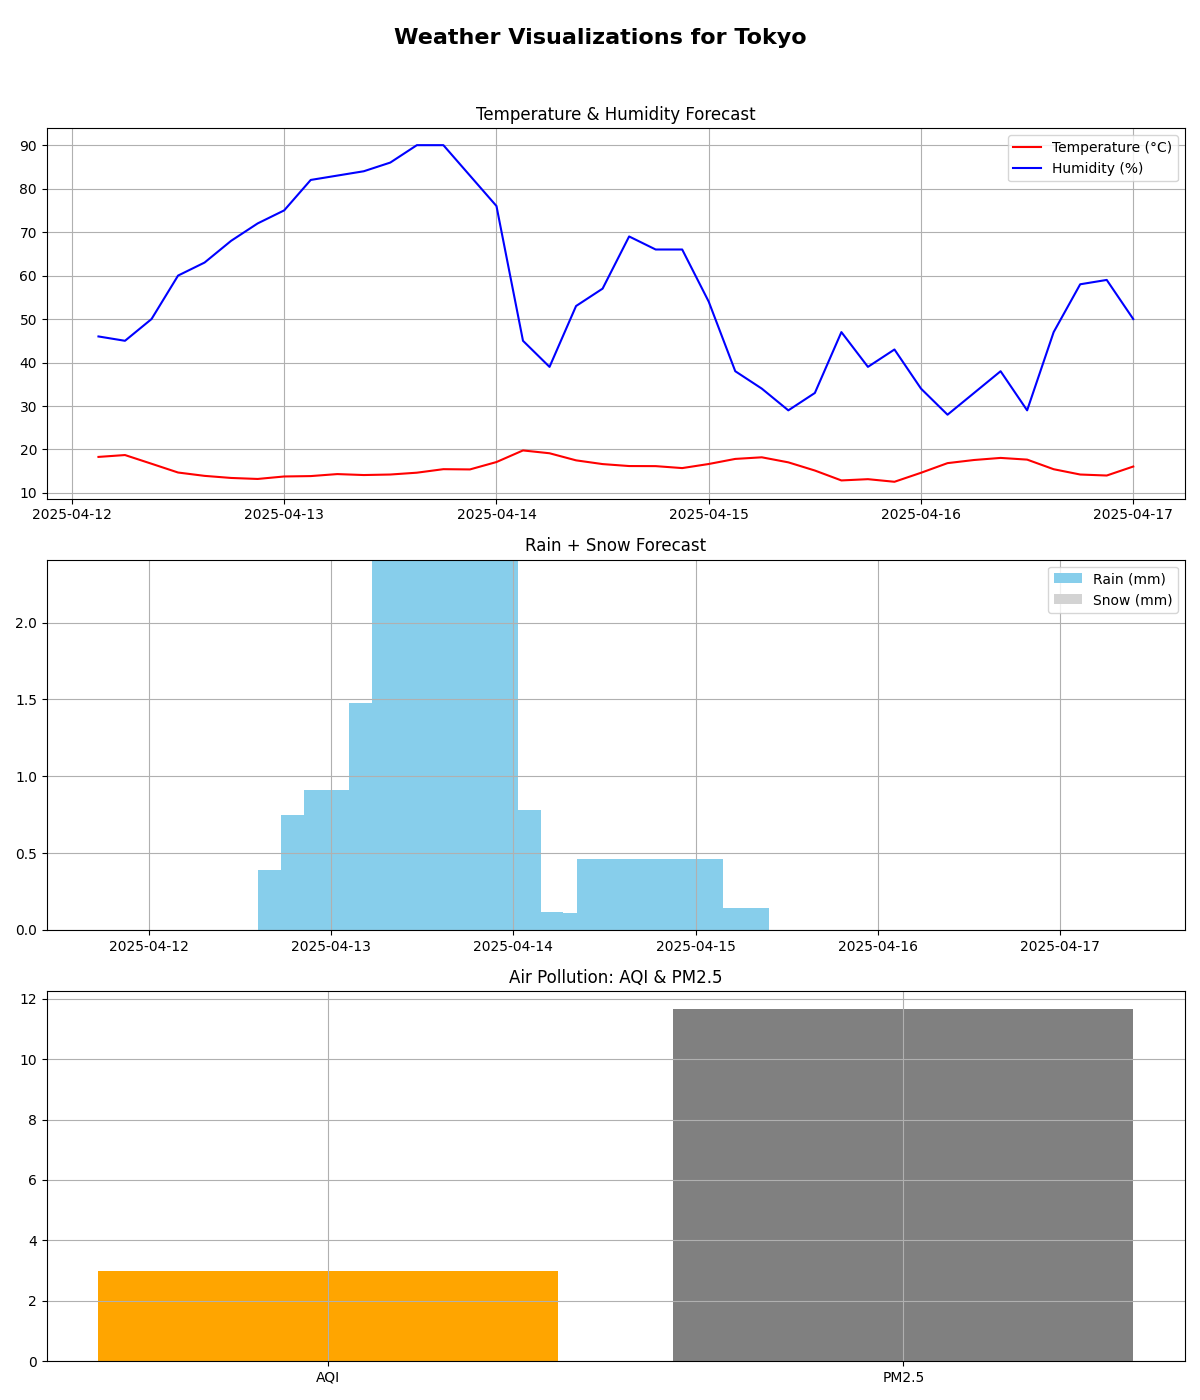 Weather Visualizations for Tokyo
Temperature & Humidity Forecast
Temperature (°C)
Humidity (%)
90
80
70
60
50
40
30
20
10
2025-04-12 2025-04-13 2025-04-14 2025-04-15 2025-04-16 2025-04-17
Rain + Snow Forecast
Rain (mm)
Snow (mm)
2.0
1.5
1.0
0.5
0.0
2025-04-12 2025-04-13 2025-04-14 2025-04-15 2025-04-16 2025-04-17
Air Pollution: AQI & PM2.5
12
10
8
6
4
2
0
AQI PM2.5